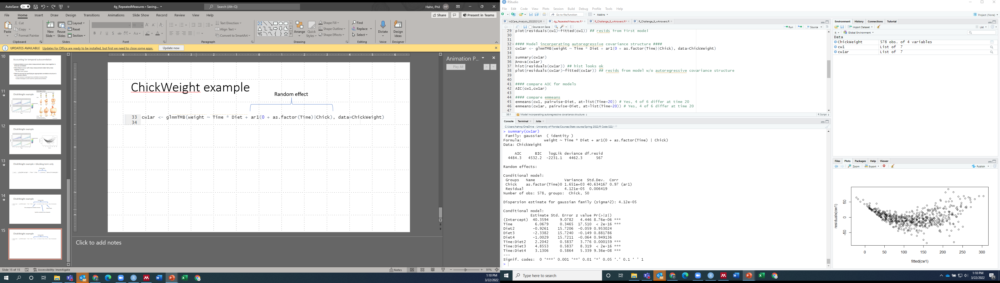 AutoSave On 4g_RepeatedMeasures • Saving... Search (Alt+Q) Hahn, Phil HP
File Home Insert Draw Design Transitions Animations Slide Show Record Review View Help Share Present in Teams
Paste Cut Copy Format Painter Clipboard
New Slide Reuse Slides Layout Reset Section Slides
Font
Text Direction Align Text Convert to SmartArt Paragraph
Arrange Quick Styles Shape Fill Shape Outline Shape Effects Drawing
Find Replace Select Editing
Dictate Voice
Design Ideas Designer
UPDATES AVAILABLE Updates for Office are ready to be installed, but first we need to close some apps. Update now
10
Accounting for temporal autocorrelation
11
ChickWeight example
12
ChickWeight example
13
ChickWeight example – blocking term only
14
ChickWeight example
15
ChickWeight example
ChickWeight example
Random effect
33 cw1ar <- glmmTMB(weight ~ Time * Diet + ar1(0 + as.factor(Time)|Chick), data=ChickWeight)
34
Animation P...
Play All
Click to add notes
Slide 15 of 15 Accessibility: Investigate Notes 91%
1:10 PM
3/22/2022
RStudio
File Edit Code View Plots Session Build Debug Profile Tools Help
Go to file/function Addins Project: (None)
In2Care_Analysis_20220212.R 4g_RepeatedMeasures.R* R_Challenge_8_wAnswers.R* R_Challenge_9_wAnswers.R
Source on Save Run Source
29 plot(residuals(cw1)~fitted(cw1)) ## resids from first model
30
31
32 #### Model incorperating autoregressive covariance structure ####
33 cw1ar <- glmmTMB(weight ~ Time * Diet + ar1(0 + as.factor(Time)|Chick), data=ChickWeight)
34
35 summary(cw1ar)
36 Anova(cw1ar)
37 hist(residuals(cw1ar)) ## hist looks ok
38 plot(residuals(cw1ar)~fitted(cw1ar)) ## resids from model w/o autoregressive covariance structure
39
40
41 #### compare AIC for models
42 AIC(cw1,cw1ar)
43
44 #### compare emmeans
45 emmeans(cw1, pairwise~Diet, at=list(Time=20)) # Yes, 4 of 6 differ at time 20
46 emmeans(cw1ar, pairwise~Diet, at=list(Time=20)) # Yes, 4 of 6 differ at time 20
47
36:1 Model incorperating autoregressive covariance structure R Script
Console Terminal Jobs
C:/Users/hahnp/OneDrive - University of Florida/Courses/Stats course/Spring 2022/R Code S22/
> summary(cw1ar)
Family: gaussian ( identity )
Formula: weight ~ Time * Diet + ar1(0 + as.factor(Time) | Chick)
Data: ChickWeight
AIC BIC logLik deviance df.resid
4484.3 4532.2 -2231.1 4462.3 567
Random effects:
Conditional model:
Groups Name Variance Std.Dev. Corr
Chick as.factor(Time)0 1.651e+03 40.634167 0.97 (ar1)
Residual 4.121e-05 0.006419
Number of obs: 578, groups: Chick, 50
Dispersion estimate for gaussian family (sigma^2): 4.12e-05
Conditional model:
Estimate Std. Error z value Pr(>|z|)
(Intercept) 40.3594 9.0782 4.446 8.76e-06 ***
Time 6.0679 0.3465 17.510 < 2e-16 ***
Diet2 -0.9261 15.7206 -0.059 0.953024
Diet3 -2.3382 15.7240 -0.149 0.881786
Diet4 -1.0029 15.7211 -0.064 0.949136
Time:Diet2 2.2042 0.5837 3.776 0.000159 ***
Time:Diet3 4.8553 0.5837 8.319 < 2e-16 ***
Time:Diet4 3.1306 0.5864 5.339 9.36e-08 ***
---
Signif. codes: 0 ‘***’ 0.001 ‘**’ 0.01 ‘*’ 0.05 ‘.’ 0.1 ‘ ’ 1
>
Environment History Connections Tutorial
Import Dataset List
R Global Environment
Data
ChickWeight 578 obs. of 4 variables
cw1 List of 7
cw1ar List of 7
Files Plots Packages Help Viewer
Zoom Export Publish
residuals(cw1)
-50 0 50
0 50 100 150 200 250 300
fitted(cw1)
Type here to search
1:10 PM
3/22/2022
21